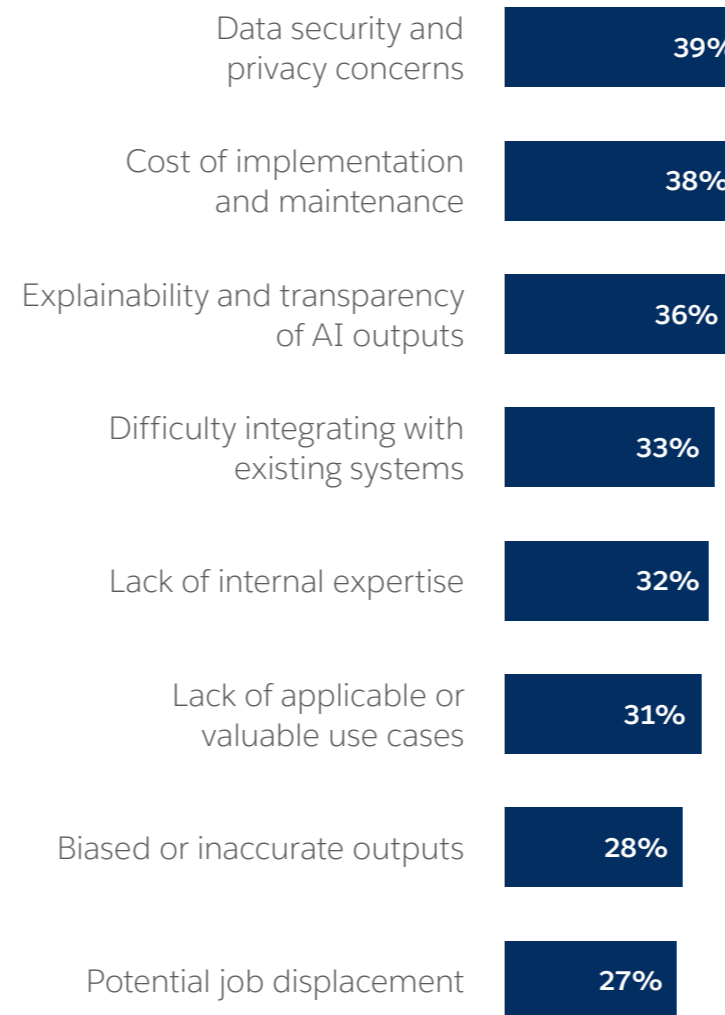 Data security and
privacy concerns
39%
Cost of implementation
and maintenance
38%
Explainability and transparency
of AI outputs
36%
Difficulty integrating with
existing systems
33%
Lack of internal expertise
32%
Lack of applicable or
valuable use cases
31%
Biased or inaccurate outputs
28%
Potential job displacement
27%